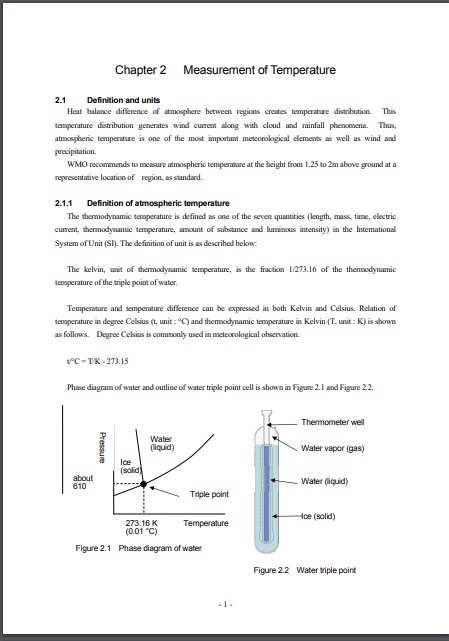 Chapter 2 Measurement of Temperature
2.1 Definition and units
Heat balance difference of atmosphere between regions creates temperature distribution. This
temperature distribution generates wind current along with cloud and rainfall phenomena. Thus,
atmospheric temperature is one of the most important meteorological elements as well as wind and
precipitation.
WMO recommends to measure atmospheric temperature at the height from 1.25 to 2m above ground at a
representative location of region, as standard.
2.1.1 Definition of atmospheric temperature
The thermodynamic temperature is defined as one of the seven quantities (length, mass, time, electric
current, thermodynamic temperature, amount of substance and luminous intensity) in the International
System of Unit (SI). The definition of unit is as described below:
The kelvin, unit of thermodynamic temperature, is the fraction 1/273.16 of the thermodynamic
temperature of the triple point of water.
Temperature and temperature difference can be expressed in both Kelvin and Celsius. Relation of
temperature in degree Celsius (t, unit : °C) and thermodynamic temperature in Kelvin (T, unit : K) is shown
as follows. Degree Celsius is commonly used in meteorological observation.
t/°C = T/K - 273.15
Phase diagram of water and outline of water triple point cell is shown in Figure 2.1 and Figure 2.2.
Pressure
Water
(liquid)
Ice
(solid)
about
610
Triple point
273.16 K
(0.01 °C)
Temperature
Figure 2.1 Phase diagram of water
Thermometer well
Water vapor (gas)
Water (liquid)
Ice (solid)
Figure 2.2 Water triple point
- 1 -